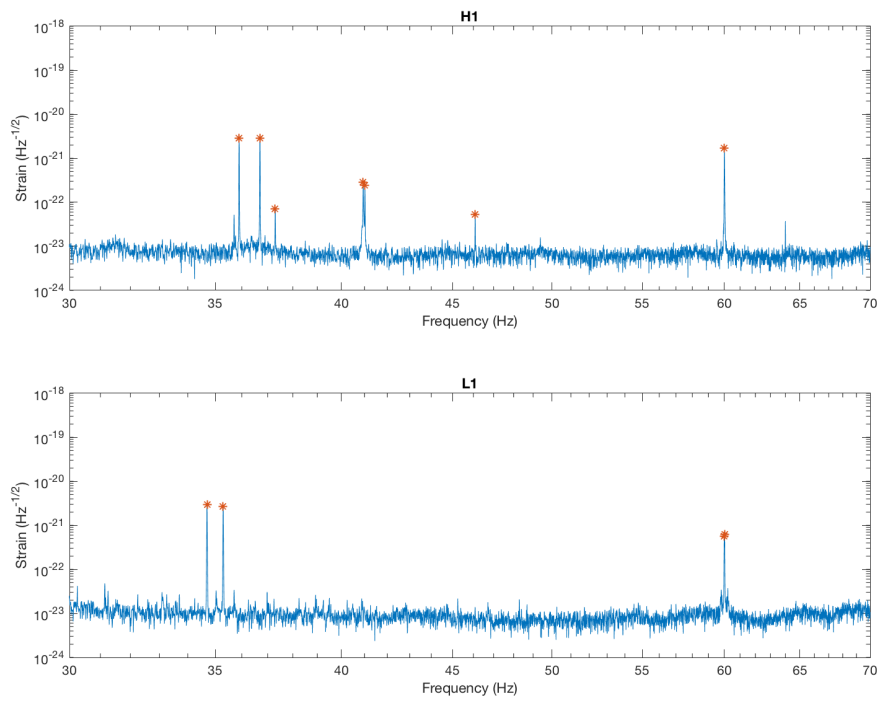 H1
10^-18
10^-19
10^-20
10^-21
10^-22
10^-23
10^-24
Strain (Hz^-1/2)
30 35 40 45 50 55 60 65 70
Frequency (Hz)
L1
10^-18
10^-19
10^-20
10^-21
10^-22
10^-23
10^-24
Strain (Hz^-1/2)
30 35 40 45 50 55 60 65 70
Frequency (Hz)